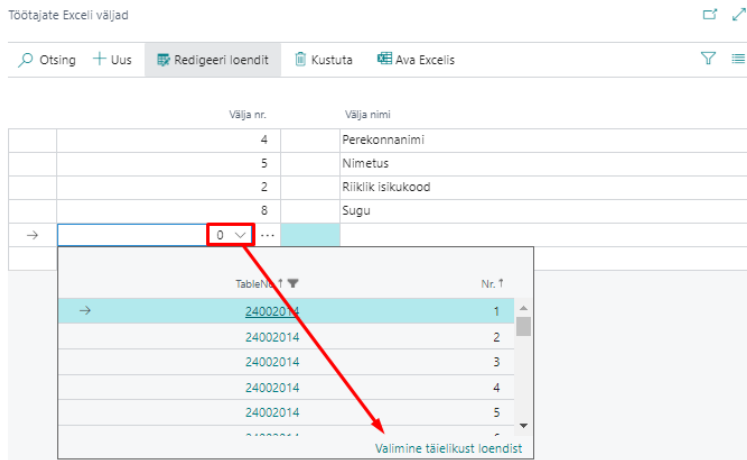 Töötajate Exceli väljad
Otsing Uus Redigeeri loendit Kustuta Ava Excelis
Välja nr. Välja nimi
4 Perekonnanimi
5 Nimetus
2 Riiklik isikukood
8 Sugu
0
TableNo Nr.
24002014 1
24002014 2
24002014 3
24002014 4
24002014 5
Valimine täielikust loendist